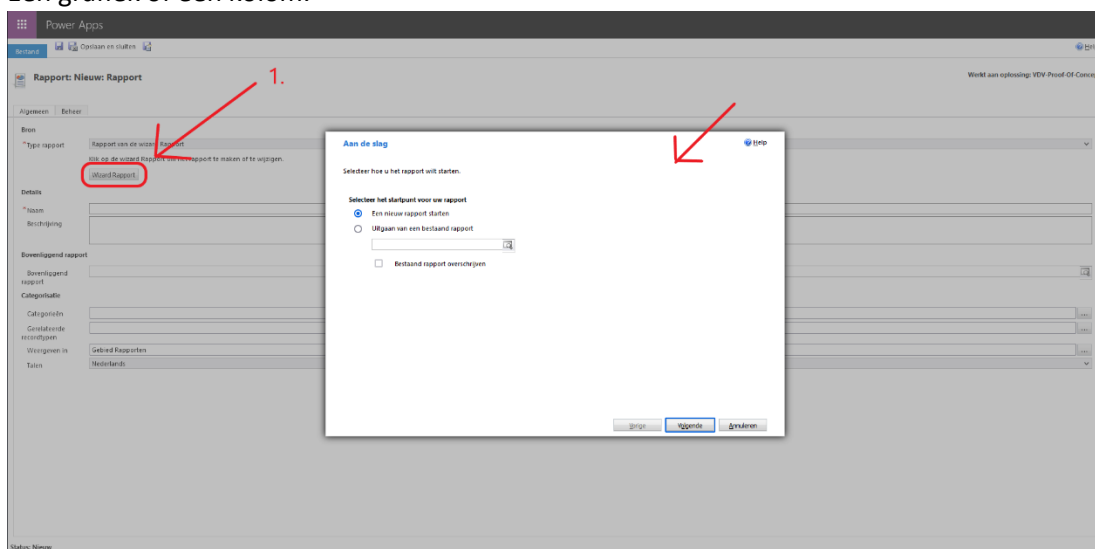 Power Apps
Bestand
Opslaan en sluiten
Help
Rapport: Nieuw: Rapport
1.
Werkt aan oplossing: VDV-Proof-Of-Concep
Algemeen Beheer
Bron
*Type rapport
Rapport van de wizard Rapport
Klik op de wizard Rapport om het rapport te maken of te wijzigen.
Wizard Rapport
Details
*Naam
Beschrijving
Bovenliggend rapport
Bovenliggend
rapport
Categorisatie
Categorieën
Gerelateerde
recordtypen
Weergeven in
Gebied Rapporten
Talen
Nederlands
Aan de slag
Help
Selecteer hoe u het rapport wilt starten.
Selecteer het startpunt voor uw rapport
Een nieuw rapport starten
Uitgaan van een bestaand rapport
Bestaand rapport overschrijven
Vorige
Volgende
Annuleren
Status: Nieuw